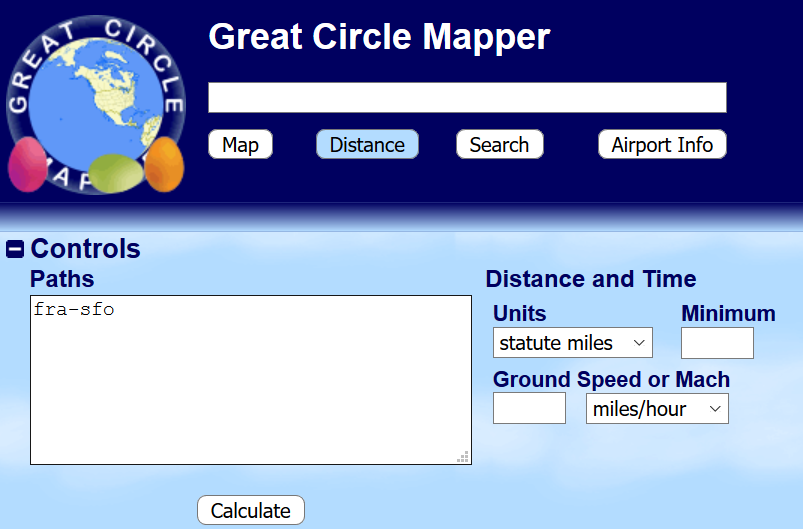 GREAT CIRCLE
MAP
Great Circle Mapper
Map
Distance
Search
Airport Info
Controls
Paths
fra-sfo
Distance and Time
Units
Minimum
statute miles
Ground Speed or Mach
miles/hour
Calculate